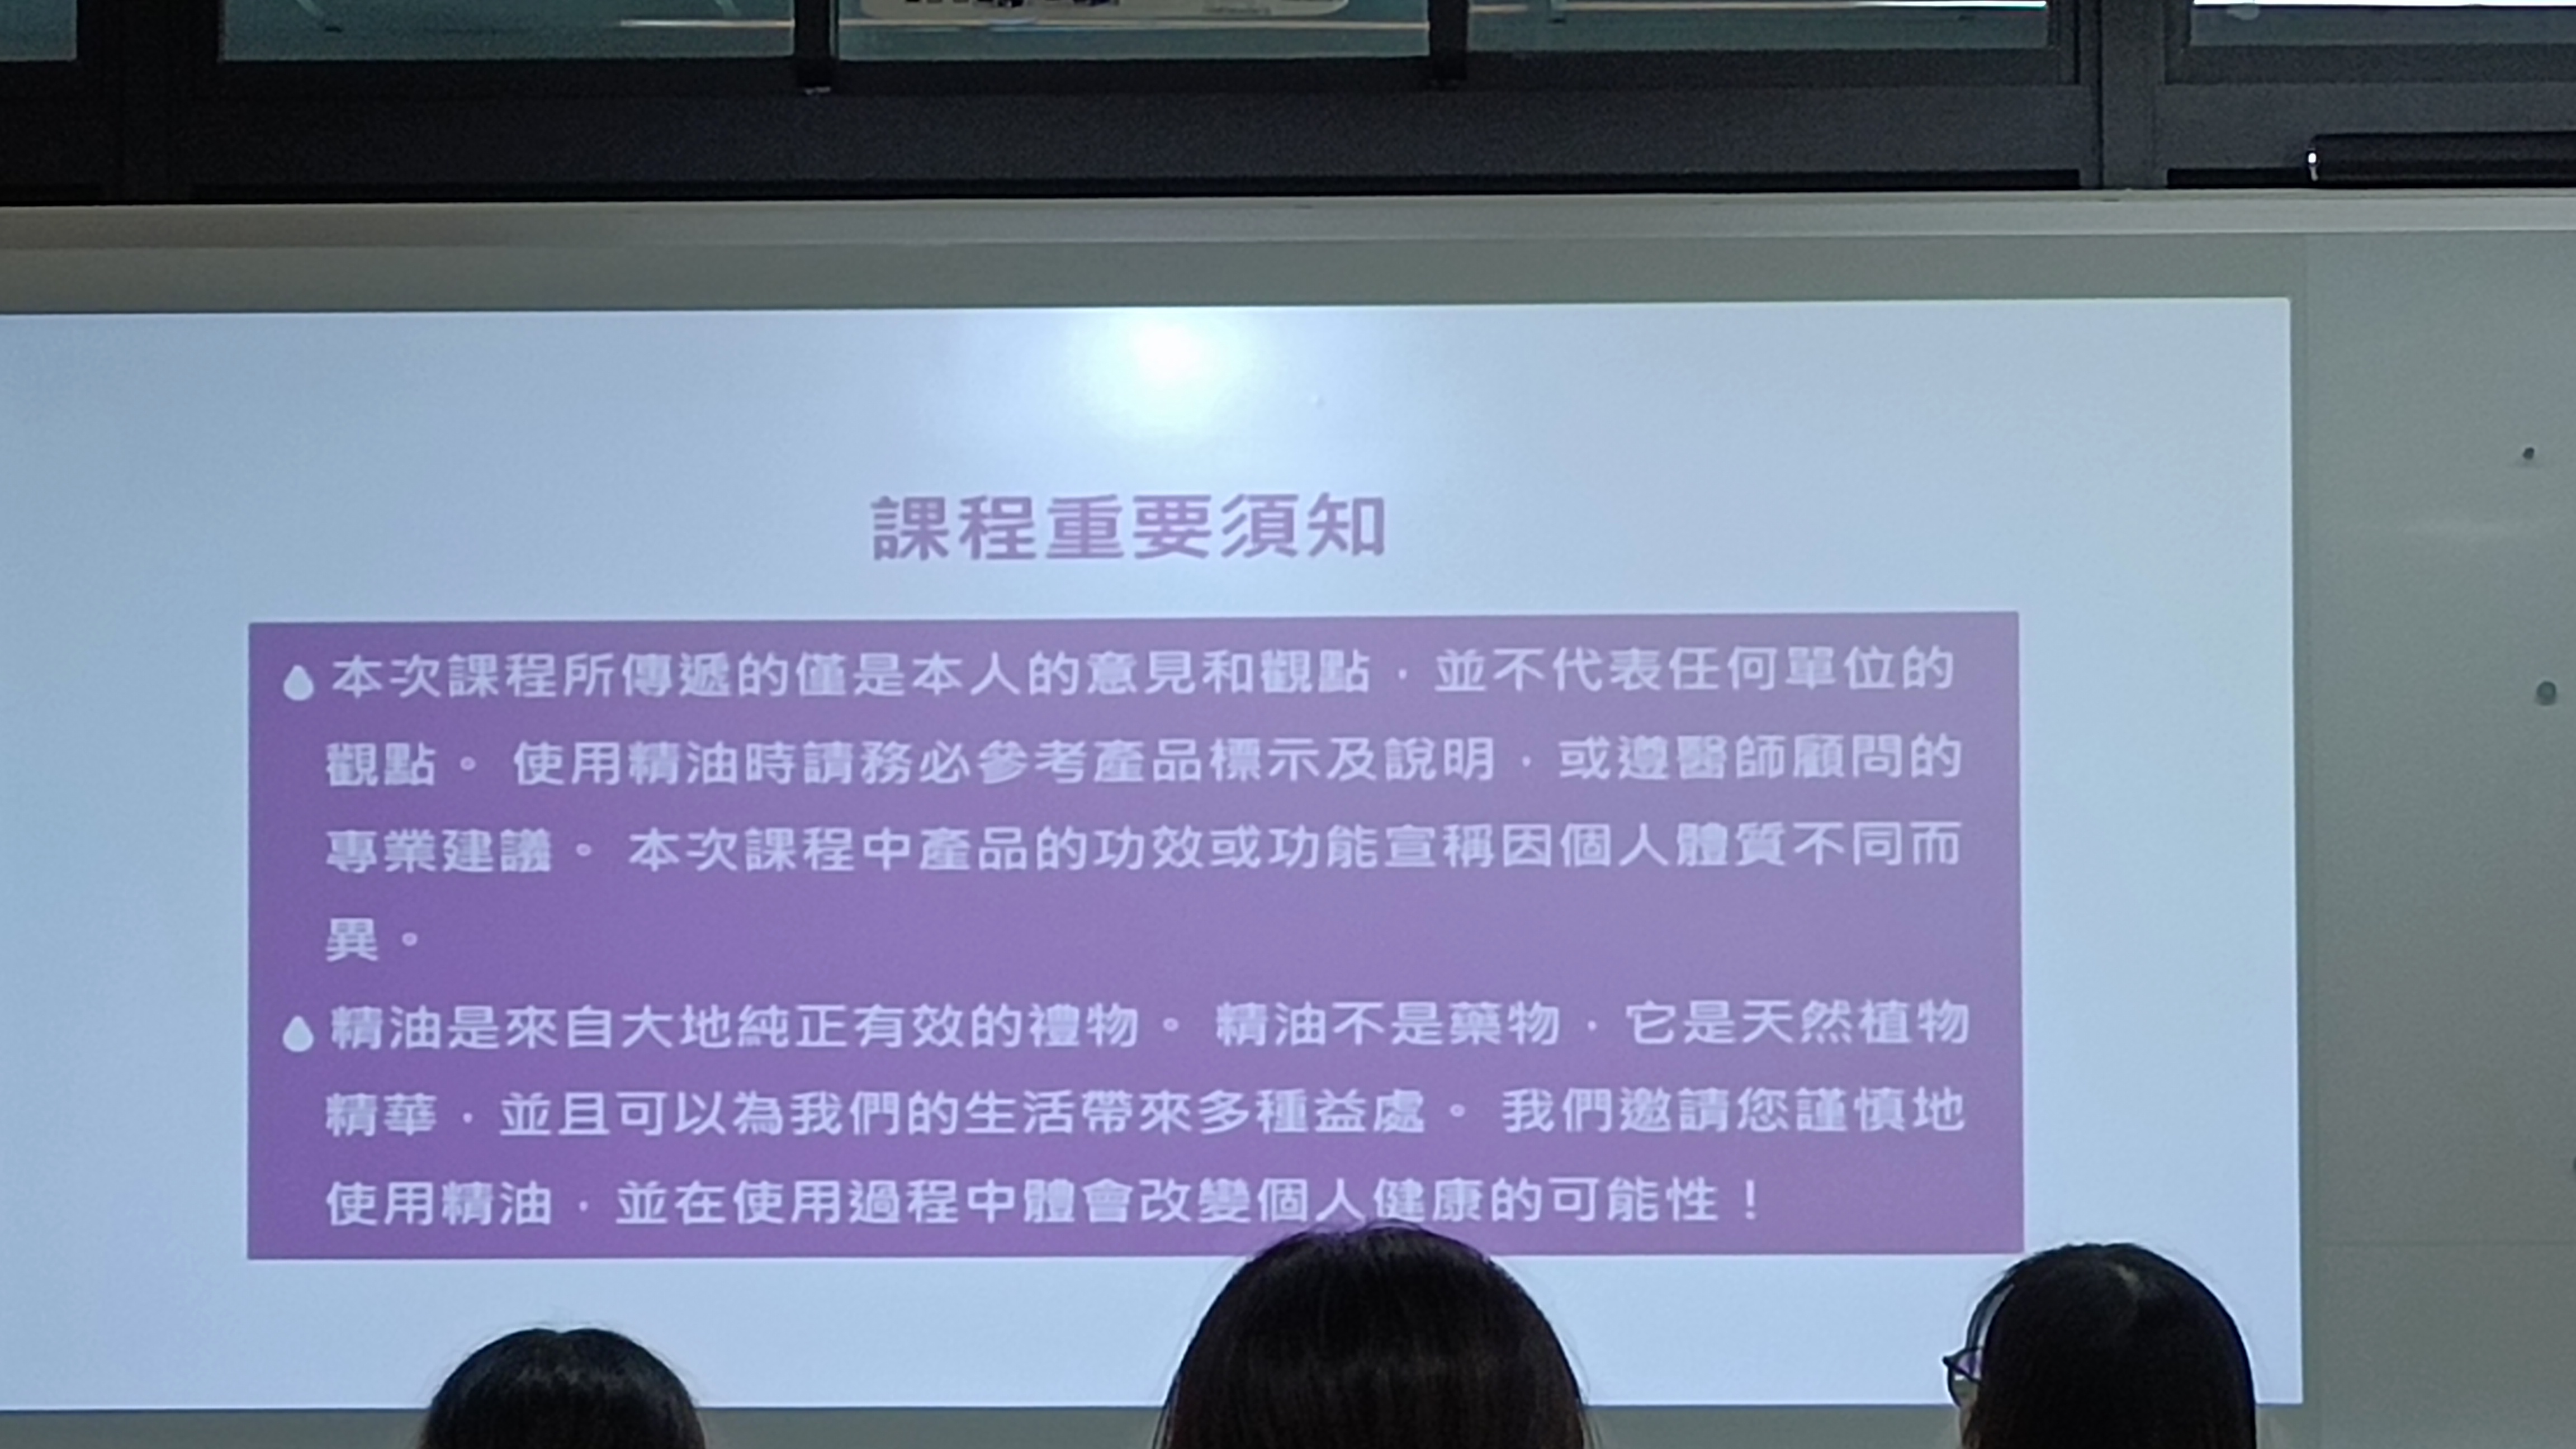 課程重要須知
本次課程所傳遞的僅是本人的意見和觀點，並不代表任何單位的
觀點。 使用精油時請務必參考產品標示及說明，或遵醫師顧問的
專業建議。 本次課程中產品的功效或功能宣稱因個人體質不同而
異。
精油是來自大地純正有效的禮物。 精油不是藥物，它是天然植物
精華，並且可以為我們的生活帶來多種益處。 我們邀請您謹慎地
使用精油，並在使用過程中體會改變個人健康的可能性！